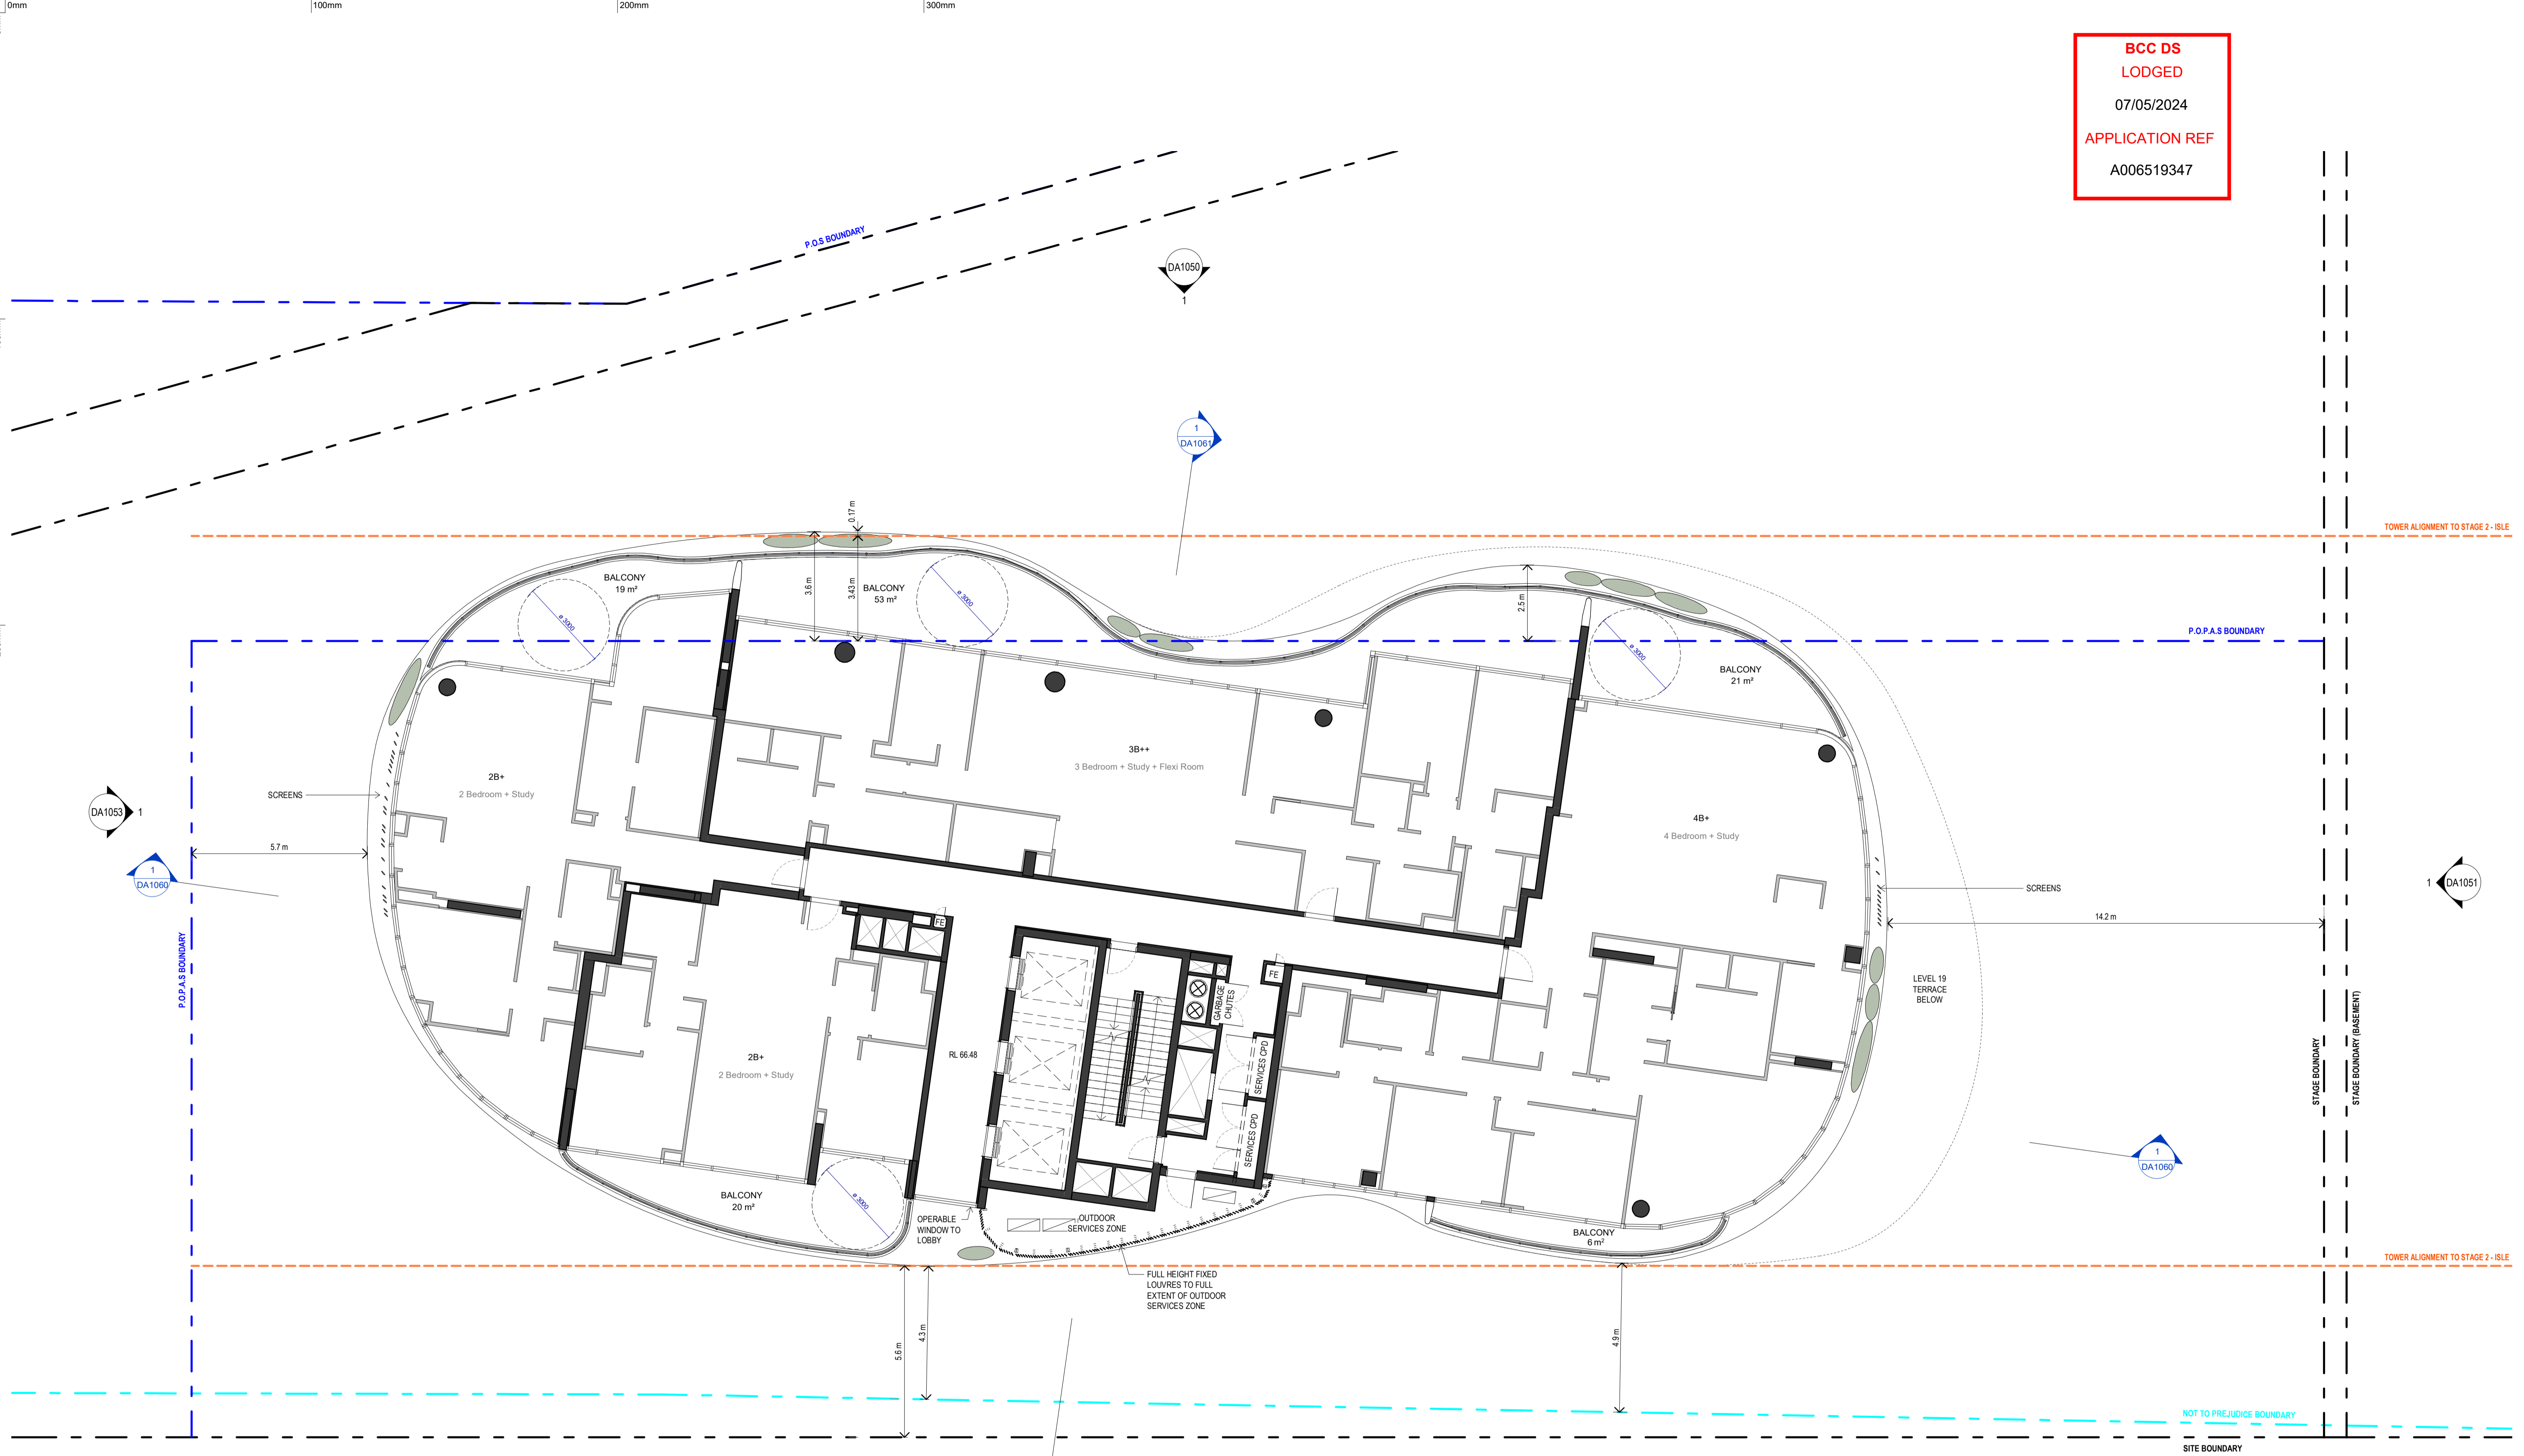 0mm
100mm
200mm
300mm
BCC DS
LODGED
07/05/2024
APPLICATION REF
A006519347
P.O.S BOUNDARY
DA1050
1
1
DA1061
0.17 m
TOWER ALIGNMENT TO STAGE 2 - ISLE
BALCONY
19 m²
ø 3000
3.6 m
3.43 m
BALCONY
53 m²
ø 3000
2.5 m
P.O.P.A.S BOUNDARY
ø 3000
BALCONY
21 m²
2B+
2 Bedroom + Study
3B++
3 Bedroom + Study + Flexi Room
4B+
4 Bedroom + Study
SCREENS
DA1053
1
5.7 m
1
DA1060
SCREENS
1
DA1051
14.2 m
FE
FE
P.O.P.A.S BOUNDARY
GARBAGE
CHUTES
LEVEL 19
TERRACE
BELOW
RL 66.48
2B+
2 Bedroom + Study
SERVICES CPD
SERVICES CPD
STAGE BOUNDARY
STAGE BOUNDARY (BASEMENT)
1
DA1060
BALCONY
20 m²
ø 3000
OPERABLE
WINDOW TO
LOBBY
OUTDOOR
SERVICES ZONE
BALCONY
6 m²
TOWER ALIGNMENT TO STAGE 2 - ISLE
FULL HEIGHT FIXED
LOUVRES TO FULL
EXTENT OF OUTDOOR
SERVICES ZONE
5.6 m
4.3 m
4.9 m
NOT TO PREJUDICE BOUNDARY
SITE BOUNDARY